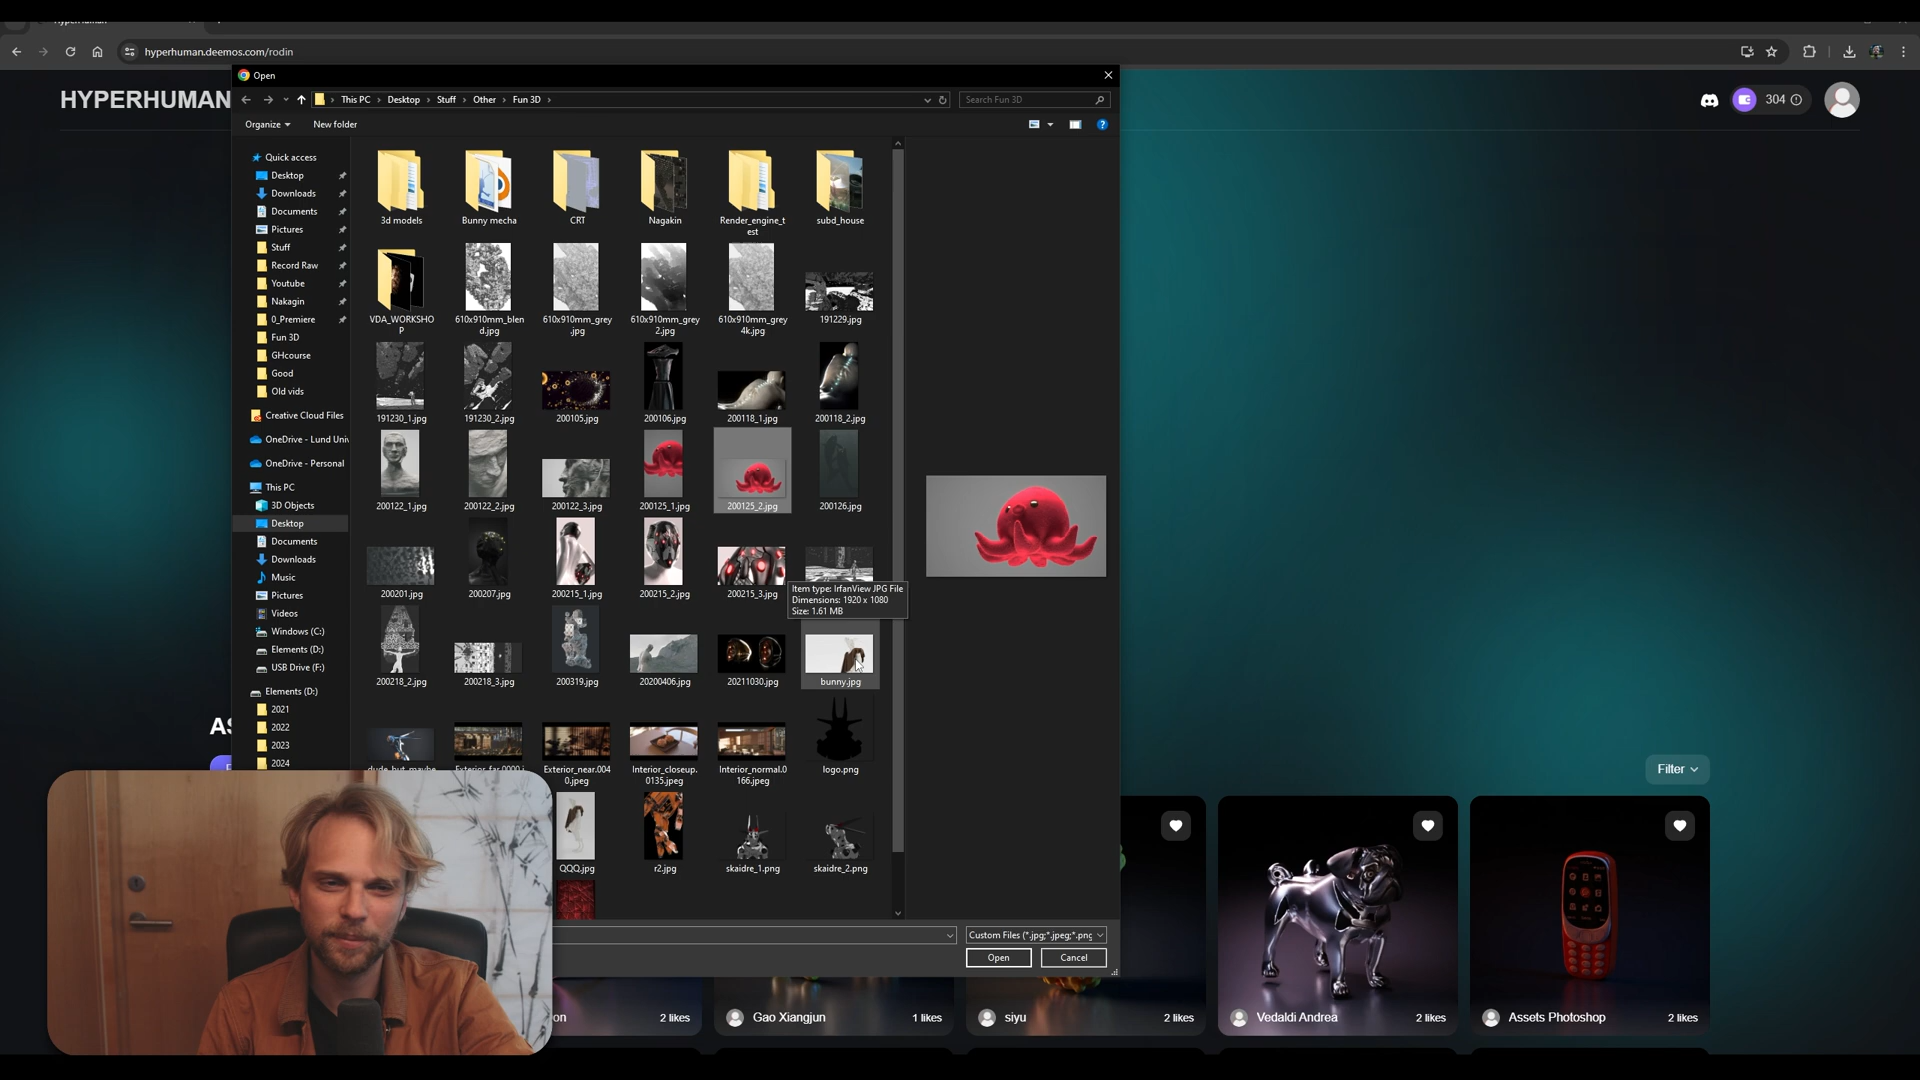 hyperhuman.deemos.com/rodin
Open
HYPERHUMAN
This PC > Desktop > Stuff > Other > Fun 3D >
Search Fun 3D
304
Organize
New folder
Quick access
Desktop
Downloads
Documents
Pictures
Stuff
Record Raw
Youtube
Nakagin
0_Premiere
Fun 3D
GHcourse
Good
Old vids
Creative Cloud Files
OneDrive - Lund Univ
OneDrive - Personal
This PC
3D Objects
Desktop
Documents
Downloads
Music
Pictures
Videos
Windows (C:)
Elements (D:)
USB Drive (F:)
Elements (D:)
2021
2022
2023
2024
3d models
Bunny mecha
CRT
Nagakin
Render_engine_t
est
subd_house
VDA_WORKSHO
P
610x910mm_blen
d.jpg
610x910mm_grey
.jpg
610x910mm_grey
2.jpg
610x910mm_grey
4k.jpg
191229.jpg
191230_1.jpg
191230_2.jpg
200105.jpg
200106.jpg
200118_1.jpg
200118_2.jpg
200122_1.jpg
200122_2.jpg
200122_3.jpg
200125_1.jpg
200125_2.jpg
200126.jpg
200201.jpg
200207.jpg
200215_1.jpg
200215_2.jpg
200215_3.jpg
Item type: IrfanView JPG File
Dimensions: 1920 x 1080
Size: 1.61 MB
200218_2.jpg
200218_3.jpg
200319.jpg
20200406.jpg
20211030.jpg
bunny.jpg
Exterior_near.004
0.jpeg
Interior_closeup.
0135.jpeg
Interior_normal.0
166.jpeg
logo.png
QQQ.jpg
r2.jpg
skaidre_1.png
skaidre_2.png
Custom Files (*.jpg;*.jpeg;*.png
Open
Cancel
Filter
on
2 likes
Gao Xiangjun
1 likes
siyu
2 likes
Vedaldi Andrea
2 likes
Assets Photoshop
2 likes